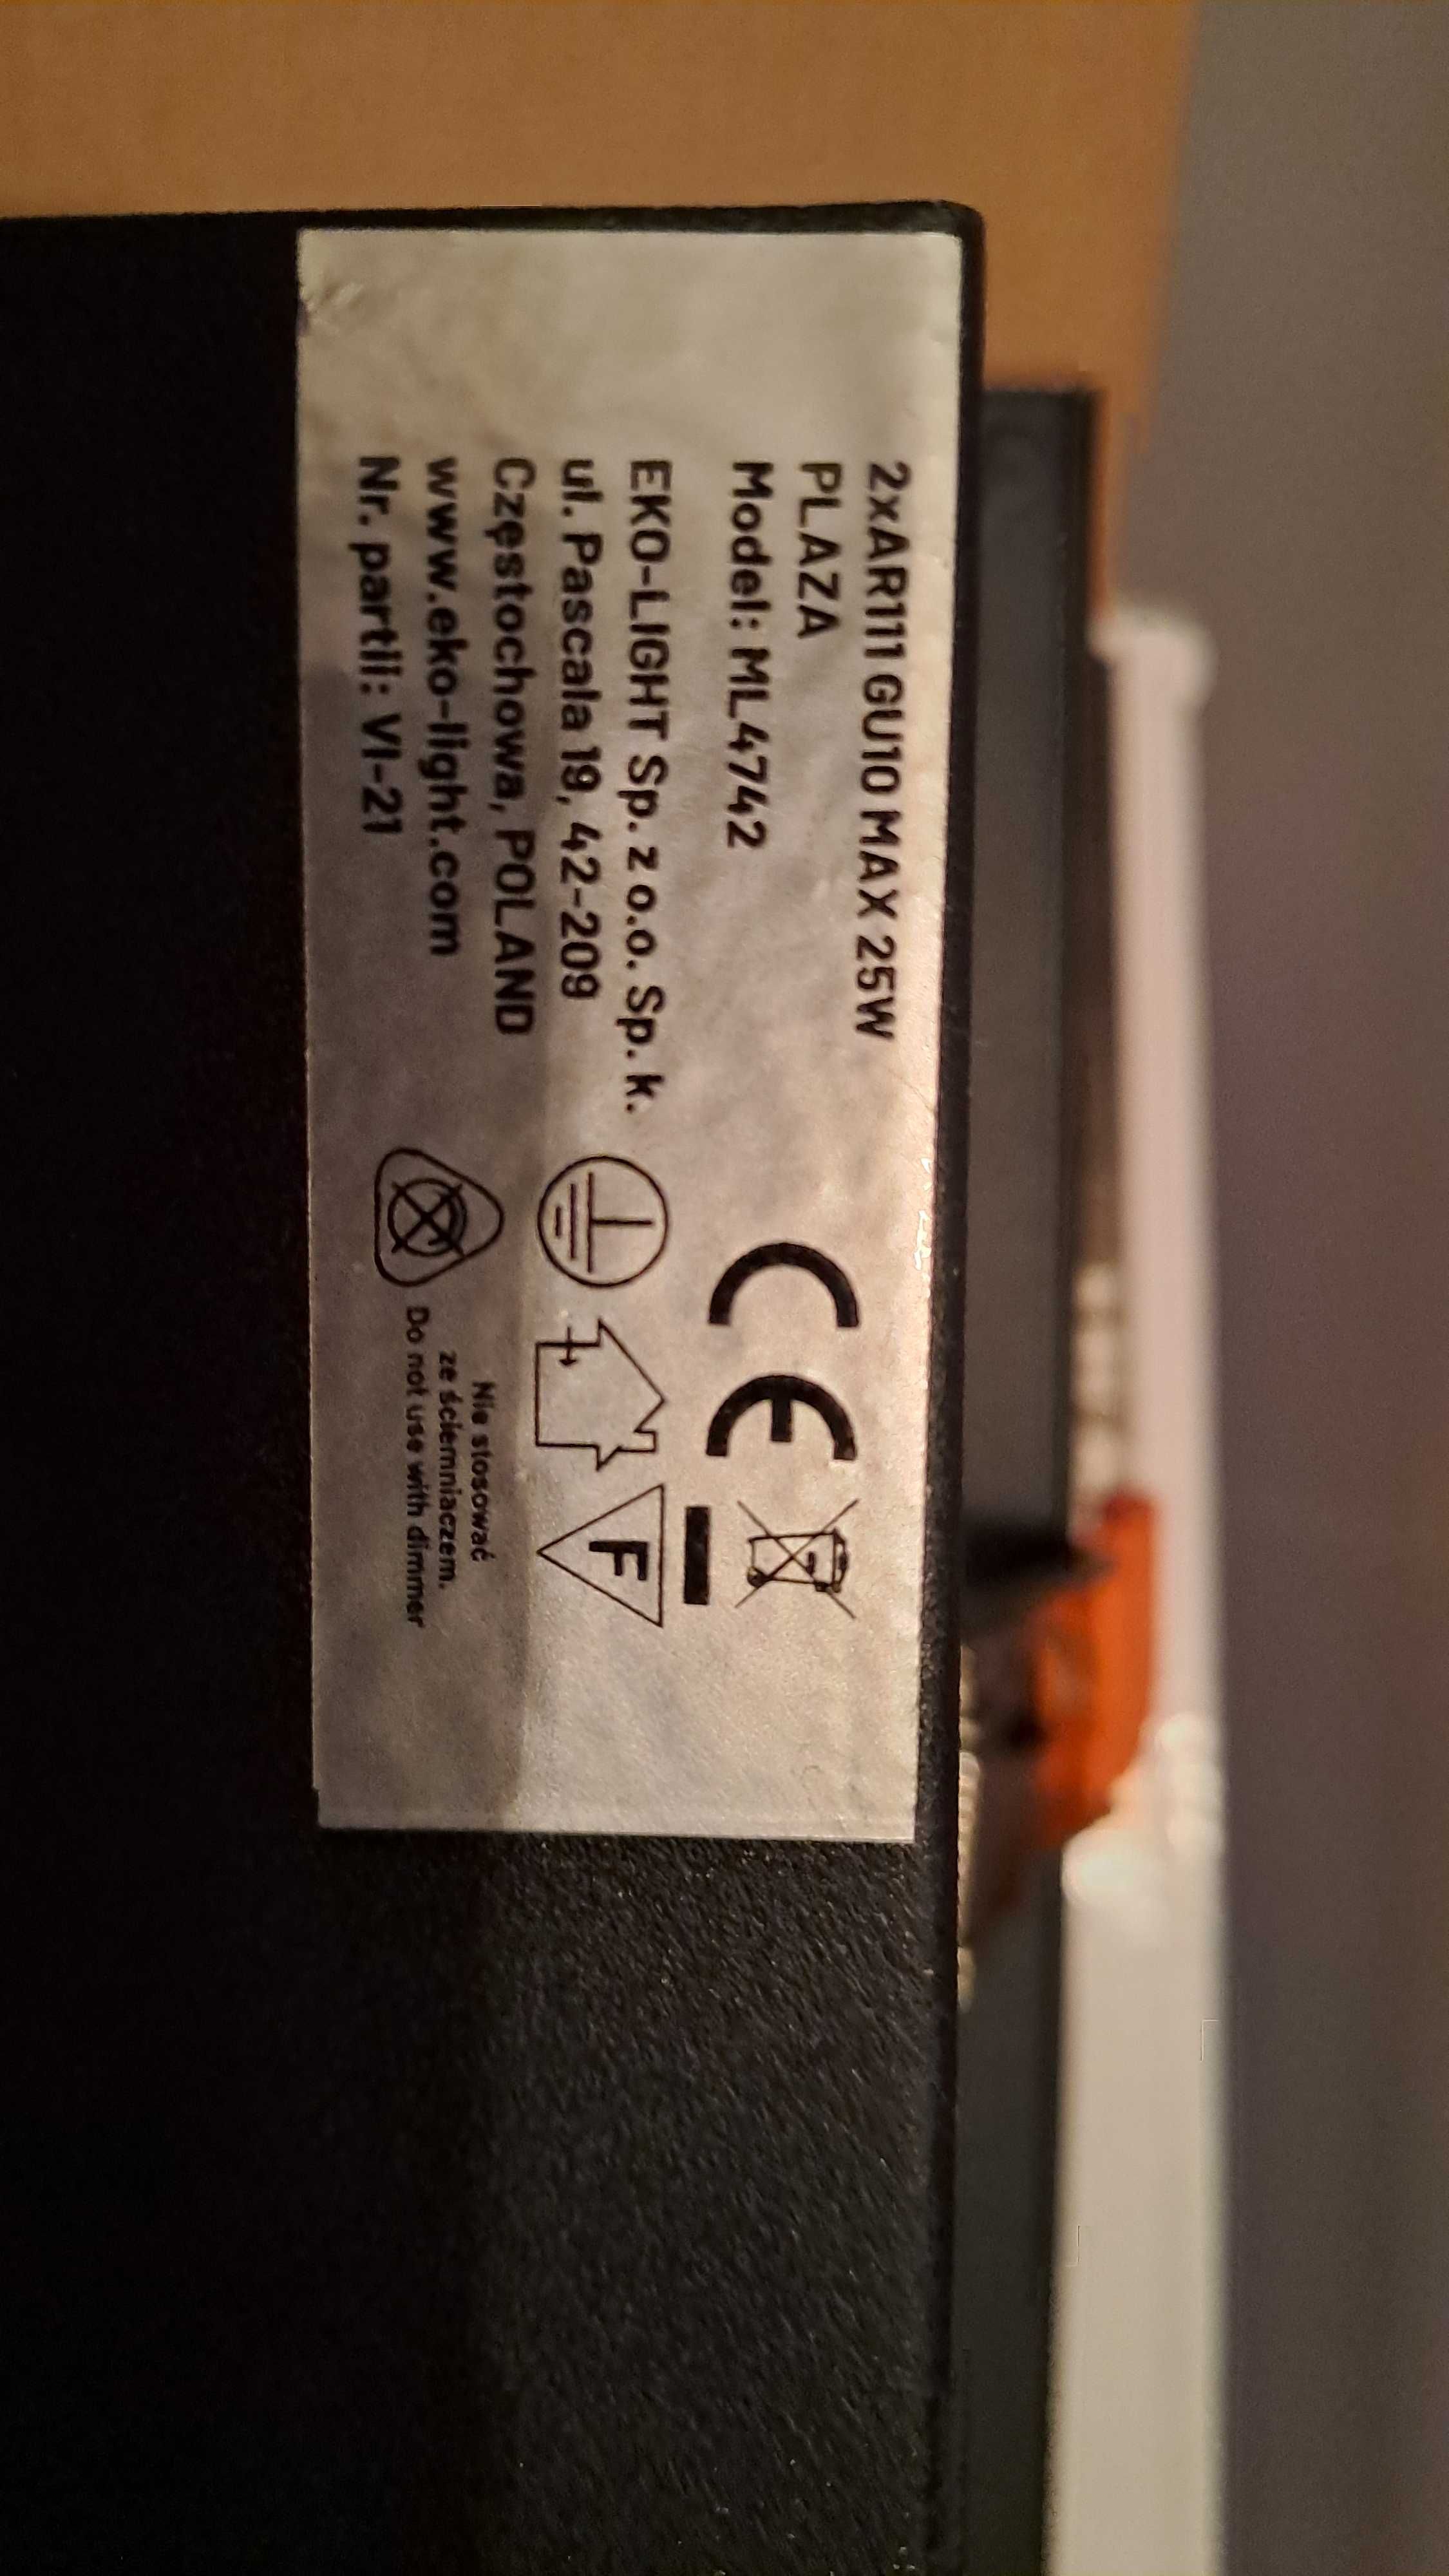 2xAR111 GU10 MAX 25W
PLAZA
Model: ML4742
EKO-LIGHT Sp. z o.o. Sp. k.
ul. Pascala 19, 42-209
Częstochowa, POLAND
www.eko-light.com
Nr. partii: VI-21
CE
F
Nie stosować
ze ściemniaczem.
Do not use with dimmer